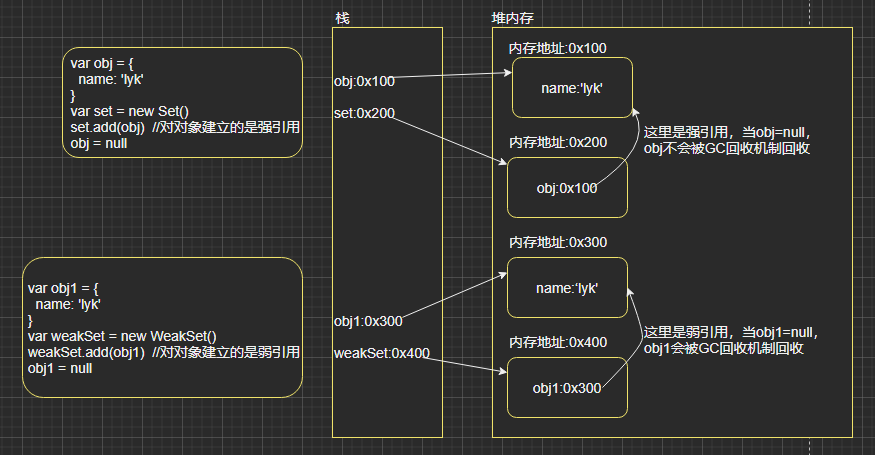 栈
堆内存
var obj = {
name: 'lyk'
}
var set = new Set()
set.add(obj)  //对对象建立的是强引用
obj = null
obj:0x100
set:0x200
内存地址:0x100
name:'lyk'
内存地址:0x200
obj:0x100
这里是强引用，当obj=null，
obj不会被GC回收机制回收
var obj1 = {
name: 'lyk'
}
var weakSet = new WeakSet()
weakSet.add(obj1)  //对对象建立的是弱引用
obj1 = null
obj1:0x300
weakSet:0x400
内存地址:0x300
name:‘lyk'
内存地址:0x400
obj1:0x300
这里是弱引用，当obj1=null，
obj1会被GC回收机制回收